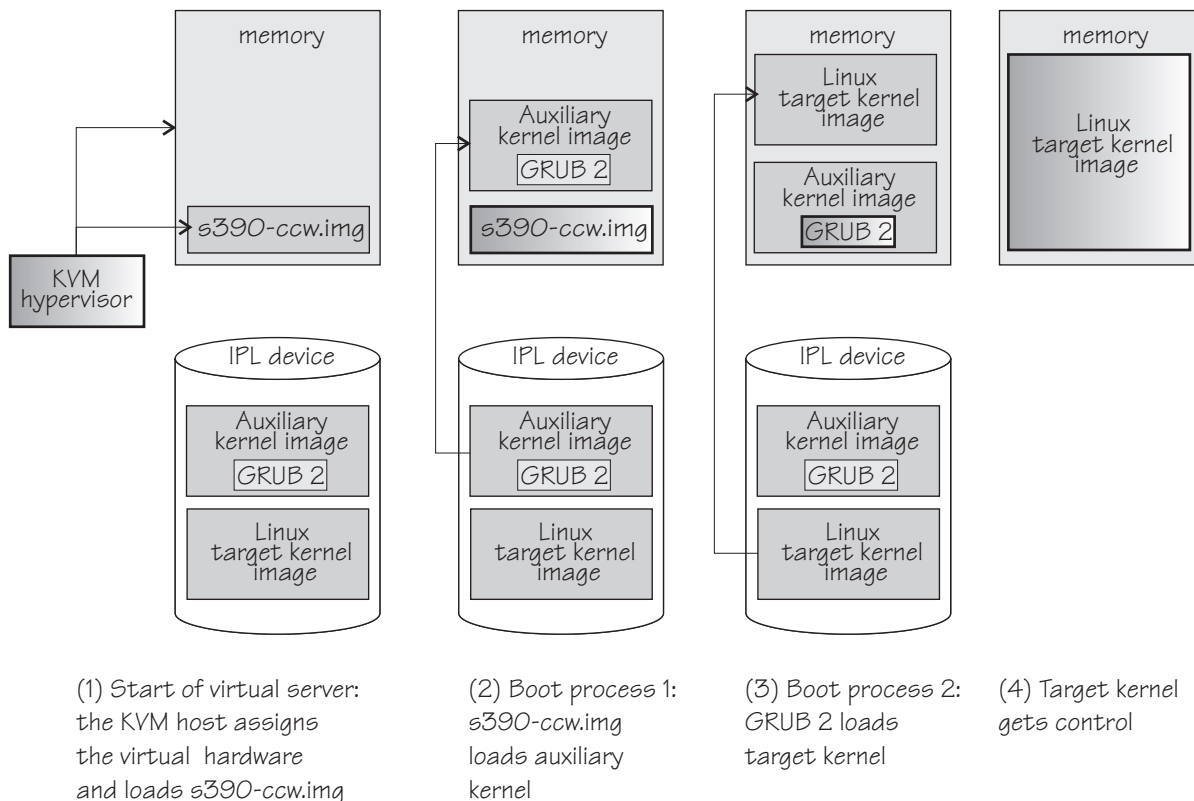 memory
s390-ccw.img
KVM
hypervisor
IPL device
Auxiliary
kernel image
GRUB 2
Linux
target kernel
image
memory
Auxiliary
kernel image
GRUB 2
s390-ccw.img
IPL device
Auxiliary
kernel image
GRUB 2
Linux
target kernel
image
memory
Linux
target kernel
image
Auxiliary
kernel image
GRUB 2
IPL device
Auxiliary
kernel image
GRUB 2
Linux
target kernel
image
memory
Linux
target kernel
image
(1) Start of virtual server:
the KVM host assigns
the virtual hardware
and loads s390-ccw.img
(2) Boot process 1:
s390-ccw.img
loads auxiliary
kernel
(3) Boot process 2:
GRUB 2 loads
target kernel
(4) Target kernel
gets control